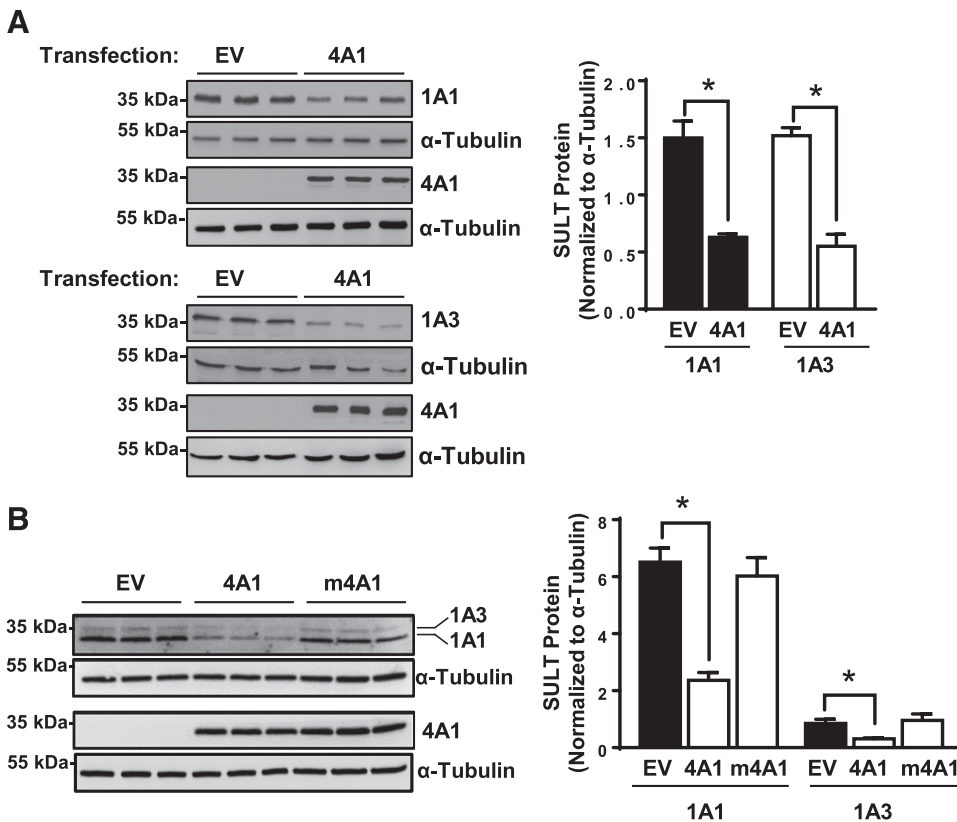 A
Transfection: EV 4A1
35 kDa 1A1
55 kDa α-Tubulin
35 kDa 4A1
55 kDa α-Tubulin
Transfection: EV 4A1
35 kDa 1A3
55 kDa α-Tubulin
35 kDa 4A1
55 kDa α-Tubulin
SULT Protein
(Normalized to α-Tubulin)
2.0
1.5
1.0
0.5
0.0
* *
EV 4A1 EV 4A1
1A1 1A3
B
EV 4A1 m4A1
35 kDa 1A3
1A1
55 kDa α-Tubulin
35 kDa 4A1
55 kDa α-Tubulin
SULT Protein
(Normalized to α-Tubulin)
8
6
4
2
0
* *
EV 4A1 m4A1 EV 4A1 m4A1
1A1 1A3